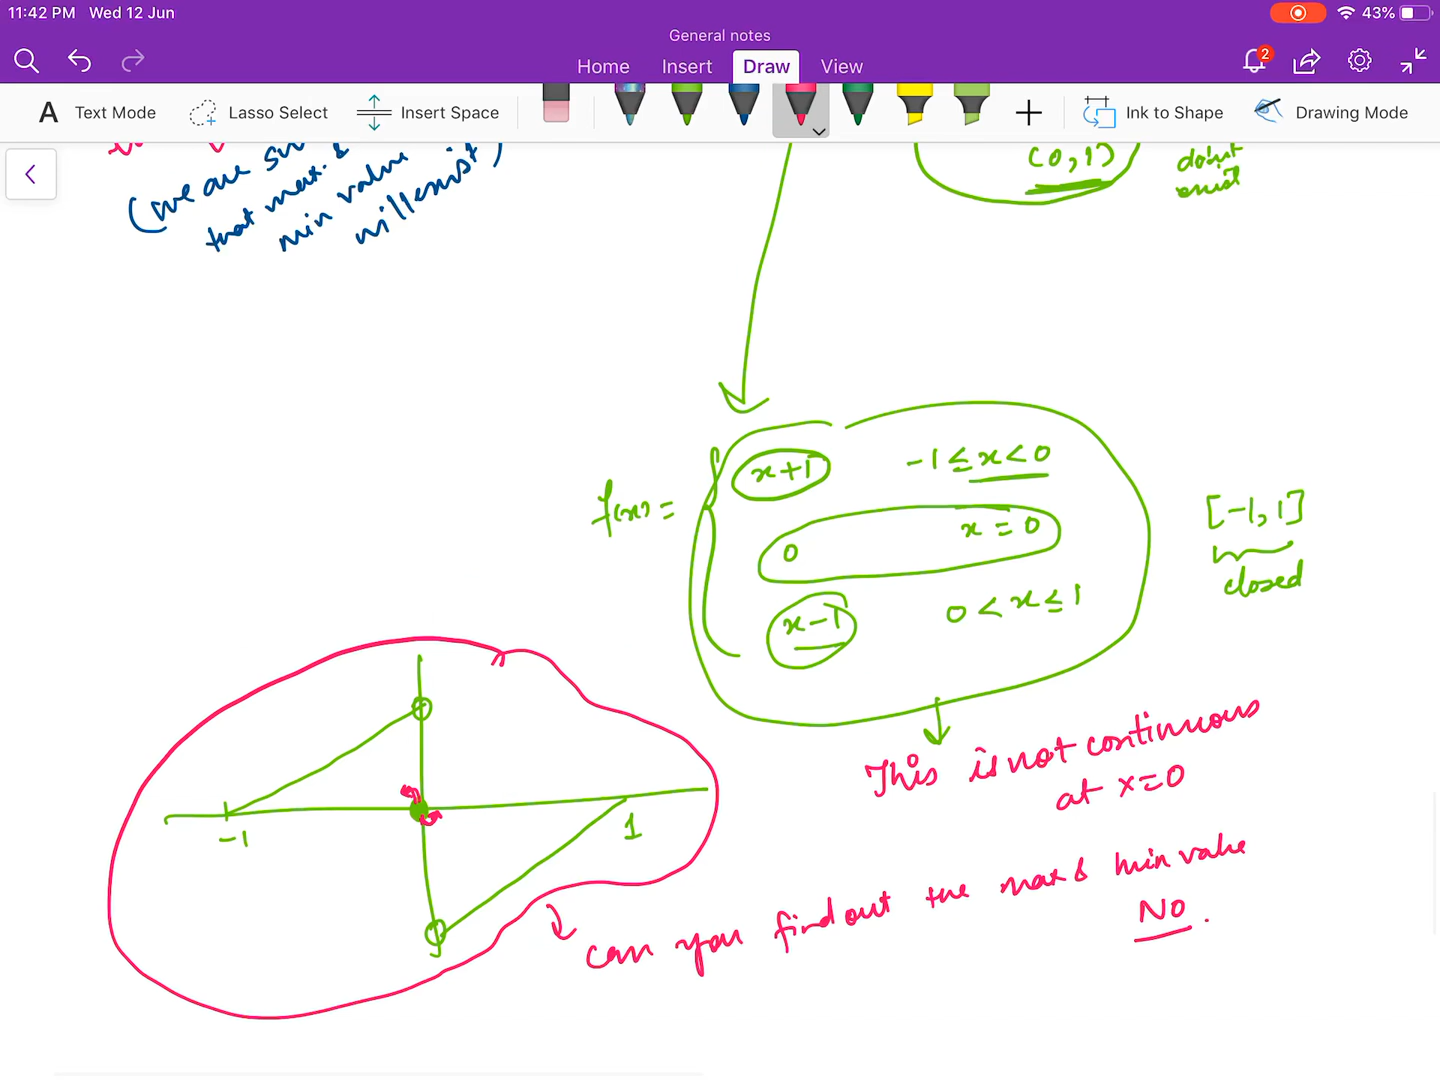 11:42 PM Wed 12 Jun
43%
General notes
Home Insert Draw View
2
A Text Mode Lasso Select Insert Space
Ink to Shape Drawing Mode
(we are
that max. &
min value
will exist)
(0,1)
doesn't
exist
f(x) =
x+1 -1 ≤ x < 0
0 x = 0
x-1 0 < x ≤ 1
[-1, 1]
closed
-1
1
This is not continuous
at x=0
can you find out the max & min value
No.